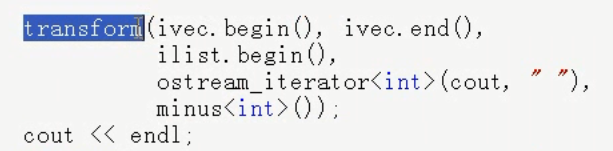 transform(ivec.begin(), ivec.end(),
ilist.begin(),
ostream_iterator<int>(cout, " "),
minus<int>());
cout << endl;